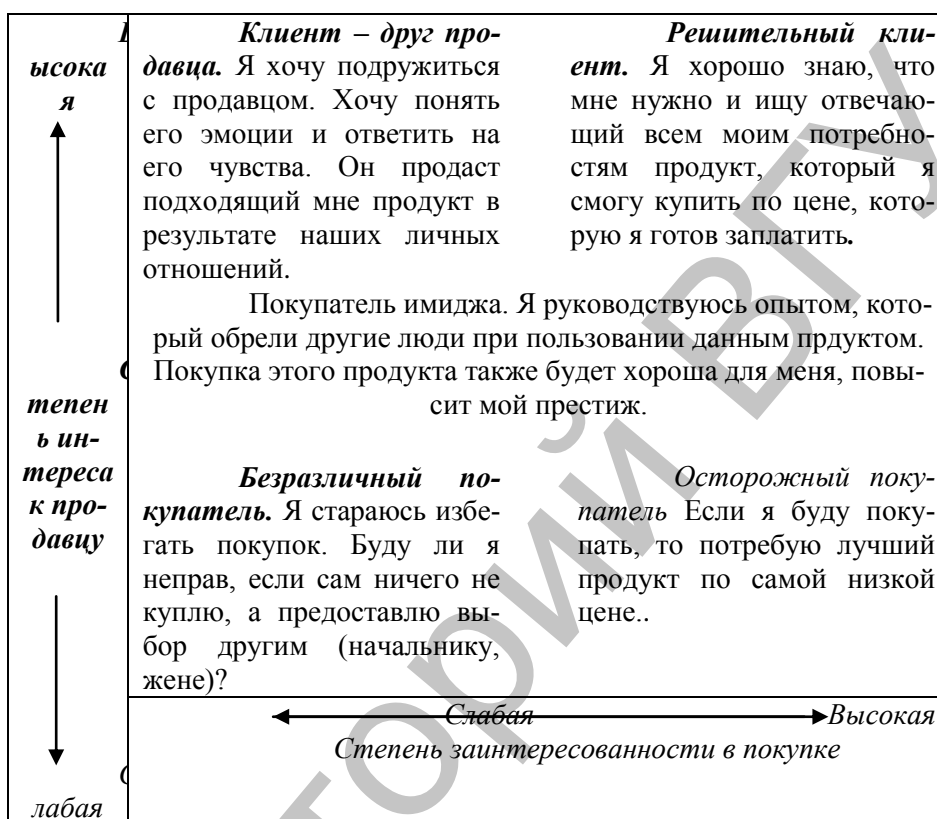 В
ысока
я
С
тепен
ь ин-
тереса
к про-
давцу
С
лабая
Клиент – друг про-
давца. Я хочу подружиться
с продавцом. Хочу понять
его эмоции и ответить на
его чувства. Он продаст
подходящий мне продукт в
результате наших личных
отношений.
Решительный кли-
ент. Я хорошо знаю, что
мне нужно и ищу отвечаю-
щий всем моим потребно-
стям продукт, который я
смогу купить по цене, кото-
рую я готов заплатить.
Покупатель имиджа. Я руководствуюсь опытом, кото-
рый обрели другие люди при пользовании данным прдуктом.
Покупка этого продукта также будет хороша для меня, повы-
сит мой престиж.
Безразличный по-
купатель. Я стараюсь избе-
гать покупок. Буду ли я
неправ, если сам ничего не
куплю, а предоставлю вы-
бор другим (начальнику,
жене)?
Осторожный поку-
патель Если я буду поку-
пать, то потребую лучший
продукт по самой низкой
цене..
Слабая Высокая
Степень заинтересованности в покупке
торий ВГУ